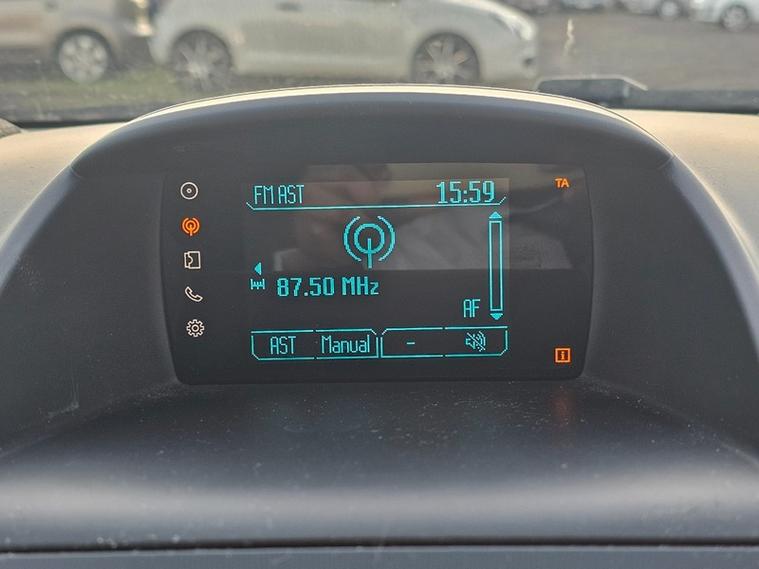 FM AST 15:59 TA
87.50 MHz
AF
AST Manual -
i